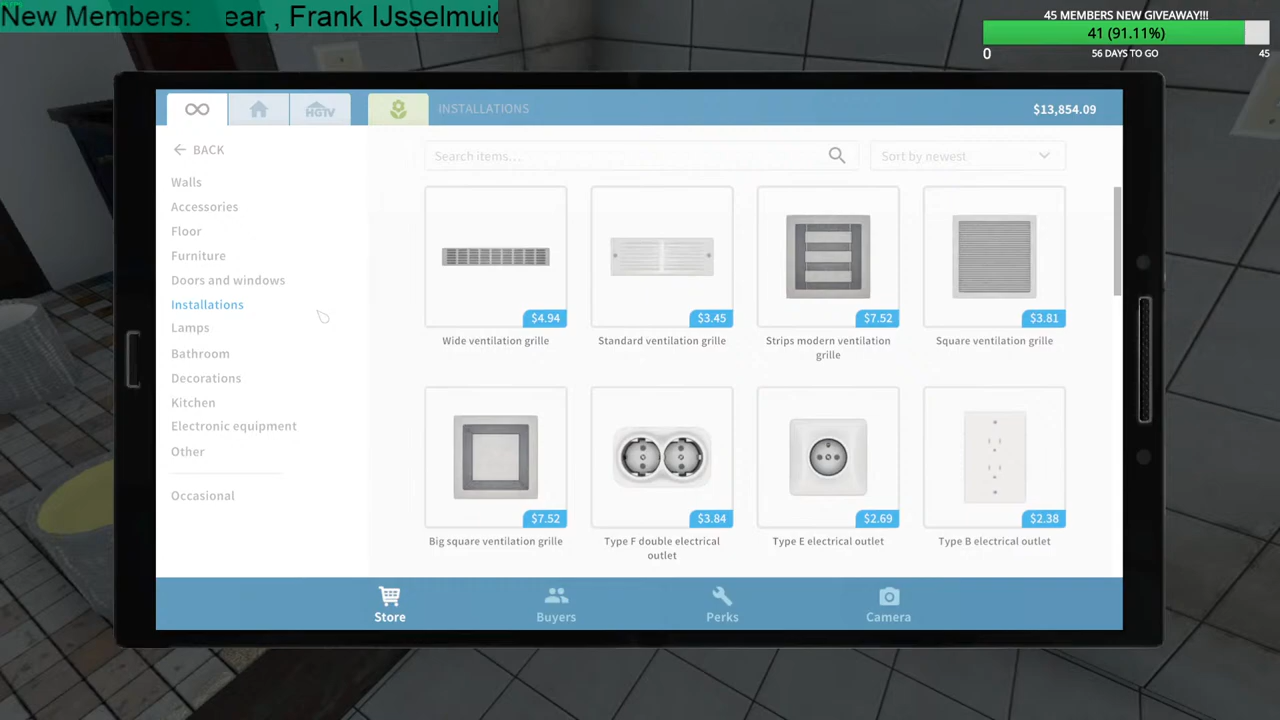 New Members: ear , Frank IJsselmuid
45 MEMBERS NEW GIVEAWAY!!!
41 (91.11%)
0 56 DAYS TO GO 45
HGTV INSTALLATIONS $13,854.09
BACK
Walls
Accessories
Floor
Furniture
Doors and windows
Installations
Lamps
Bathroom
Decorations
Kitchen
Electronic equipment
Other
Occasional
Search items...
Sort by newest
$4.94 $3.45 $7.52 $3.81
Wide ventilation grille Standard ventilation grille Strips modern ventilation Square ventilation grille
grille
$7.52 $3.84 $2.69 $2.38
Big square ventilation grille Type F double electrical Type E electrical outlet Type B electrical outlet
outlet
Store Buyers Perks Camera